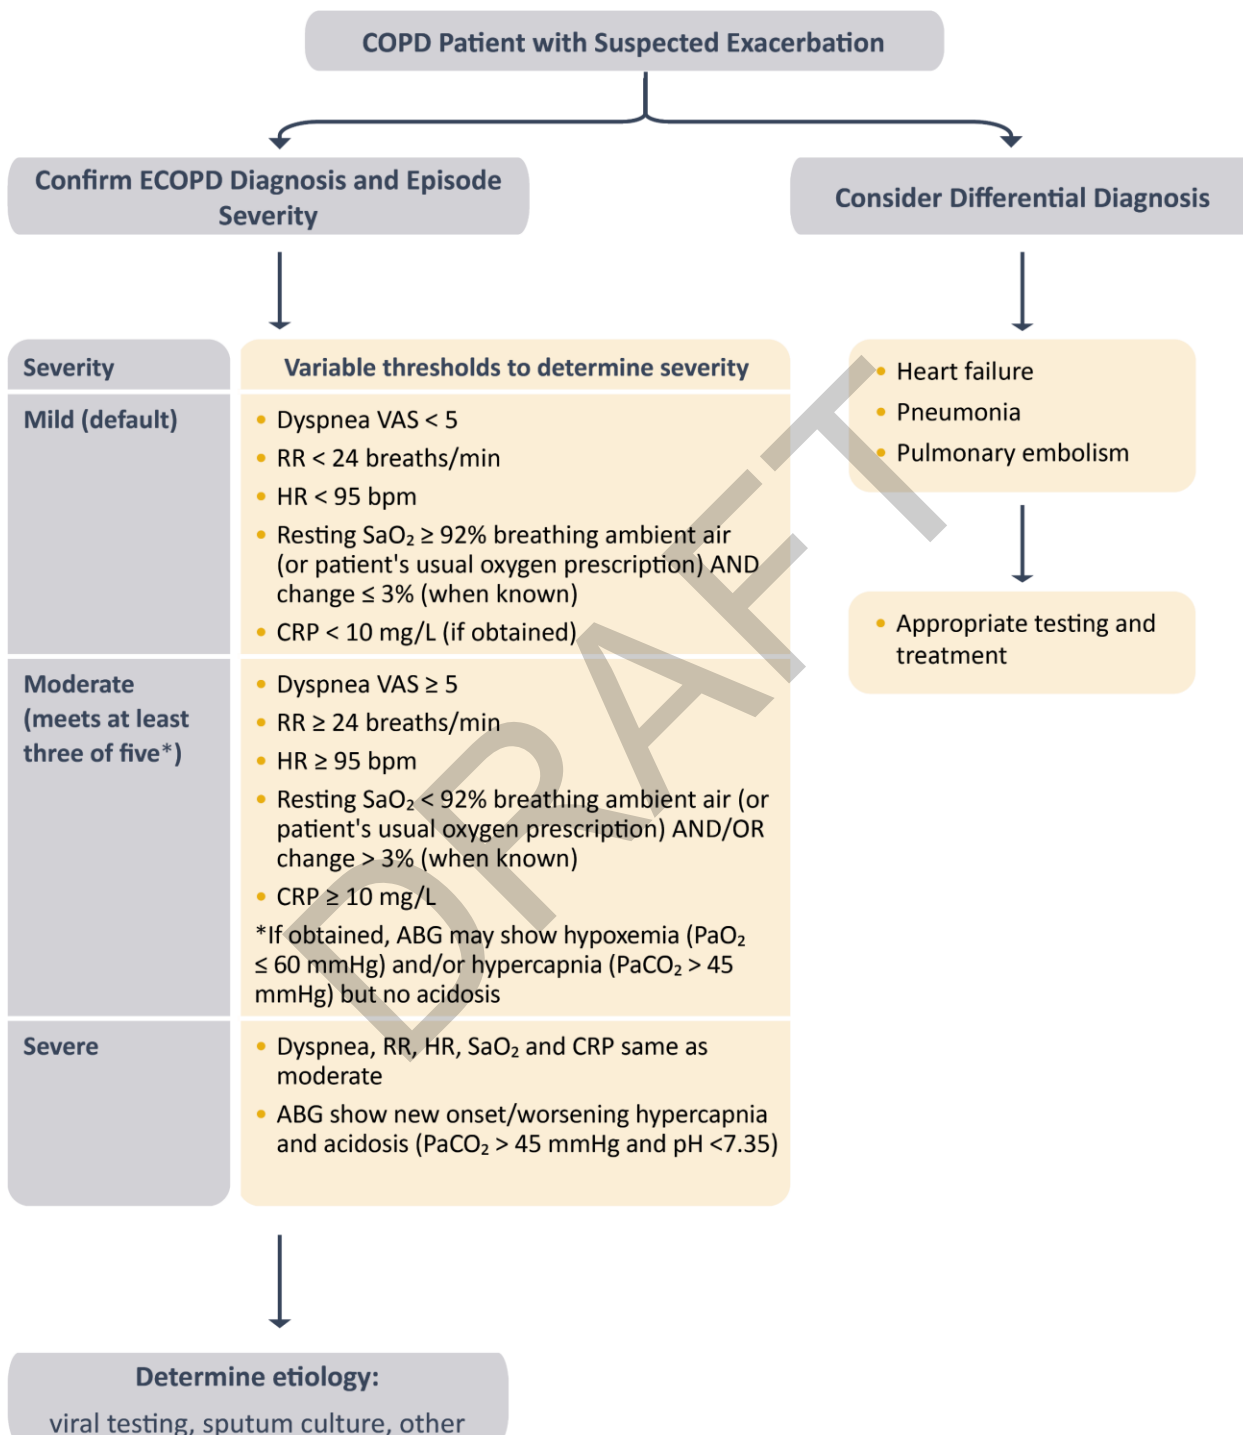 COPD Patient with Suspected Exacerbation
Confirm ECOPD Diagnosis and Episode
Severity
Consider Differential Diagnosis
Severity
Variable thresholds to determine severity
Mild (default)
• Dyspnea VAS < 5
• RR < 24 breaths/min
• HR < 95 bpm
• Resting SaO₂ ≥ 92% breathing ambient air
(or patient's usual oxygen prescription) AND
change ≤ 3% (when known)
• CRP < 10 mg/L (if obtained)
Moderate
(meets at least
three of five*)
• Dyspnea VAS ≥ 5
• RR ≥ 24 breaths/min
• HR ≥ 95 bpm
• Resting SaO₂ < 92% breathing ambient air (or
patient's usual oxygen prescription) AND/OR
change > 3% (when known)
• CRP ≥ 10 mg/L
*If obtained, ABG may show hypoxemia (PaO₂
≤ 60 mmHg) and/or hypercapnia (PaCO₂ > 45
mmHg) but no acidosis
Severe
• Dyspnea, RR, HR, SaO₂ and CRP same as
moderate
• ABG show new onset/worsening hypercapnia
and acidosis (PaCO₂ > 45 mmHg and pH <7.35)
• Heart failure
• Pneumonia
• Pulmonary embolism
• Appropriate testing and
treatment
Determine etiology:
viral testing, sputum culture, other
DRAFT